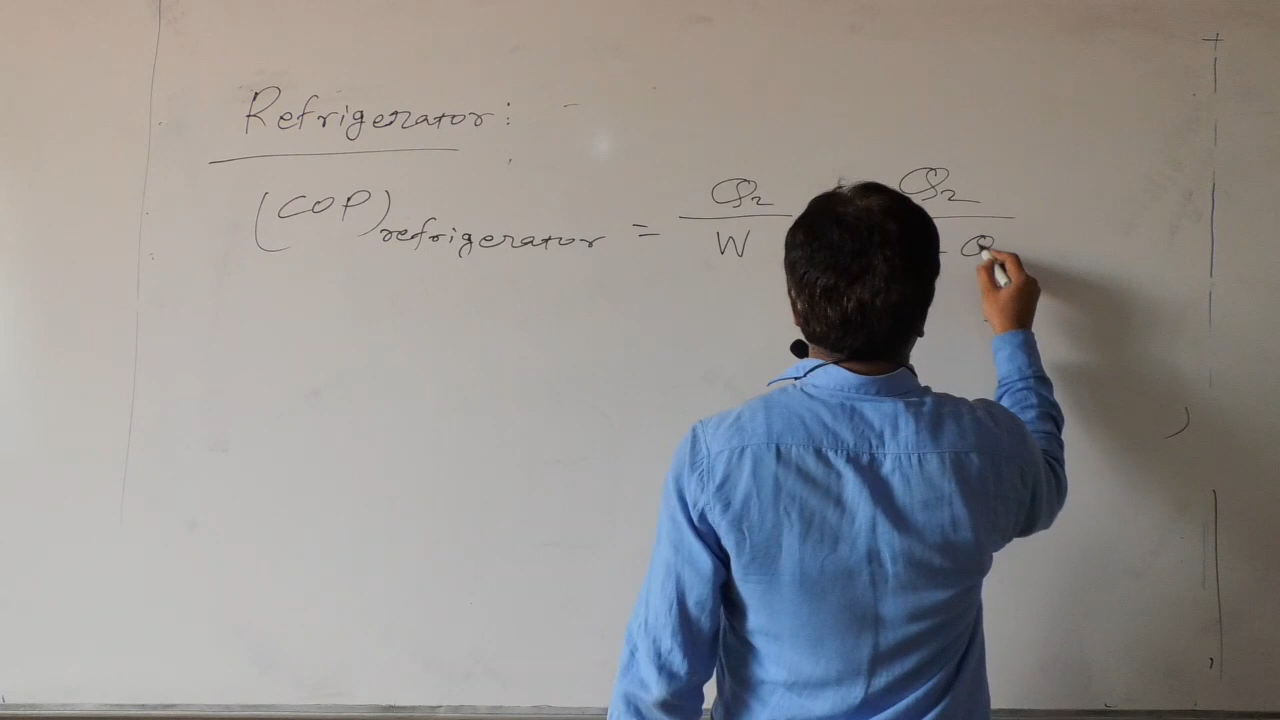 Refrigerator:
(COP)refrigerator = Q2/W Q2/- Q